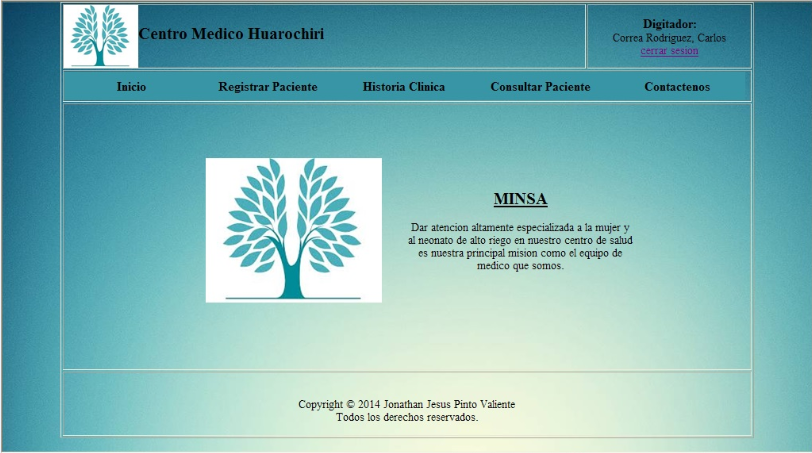 Centro Medico Huarochiri
Digitador:
Correa Rodriguez, Carlos
cerrar sesion
Inicio
Registrar Paciente
Historia Clinica
Consultar Paciente
Contactenos
MINSA
Dar atencion altamente especializada a la mujer y
al neonato de alto riego en nuestro centro de salud
es nuestra principal mision como el equipo de
medico que somos.
Copyright © 2014 Jonathan Jesus Pinto Valiente
Todos los derechos reservados.